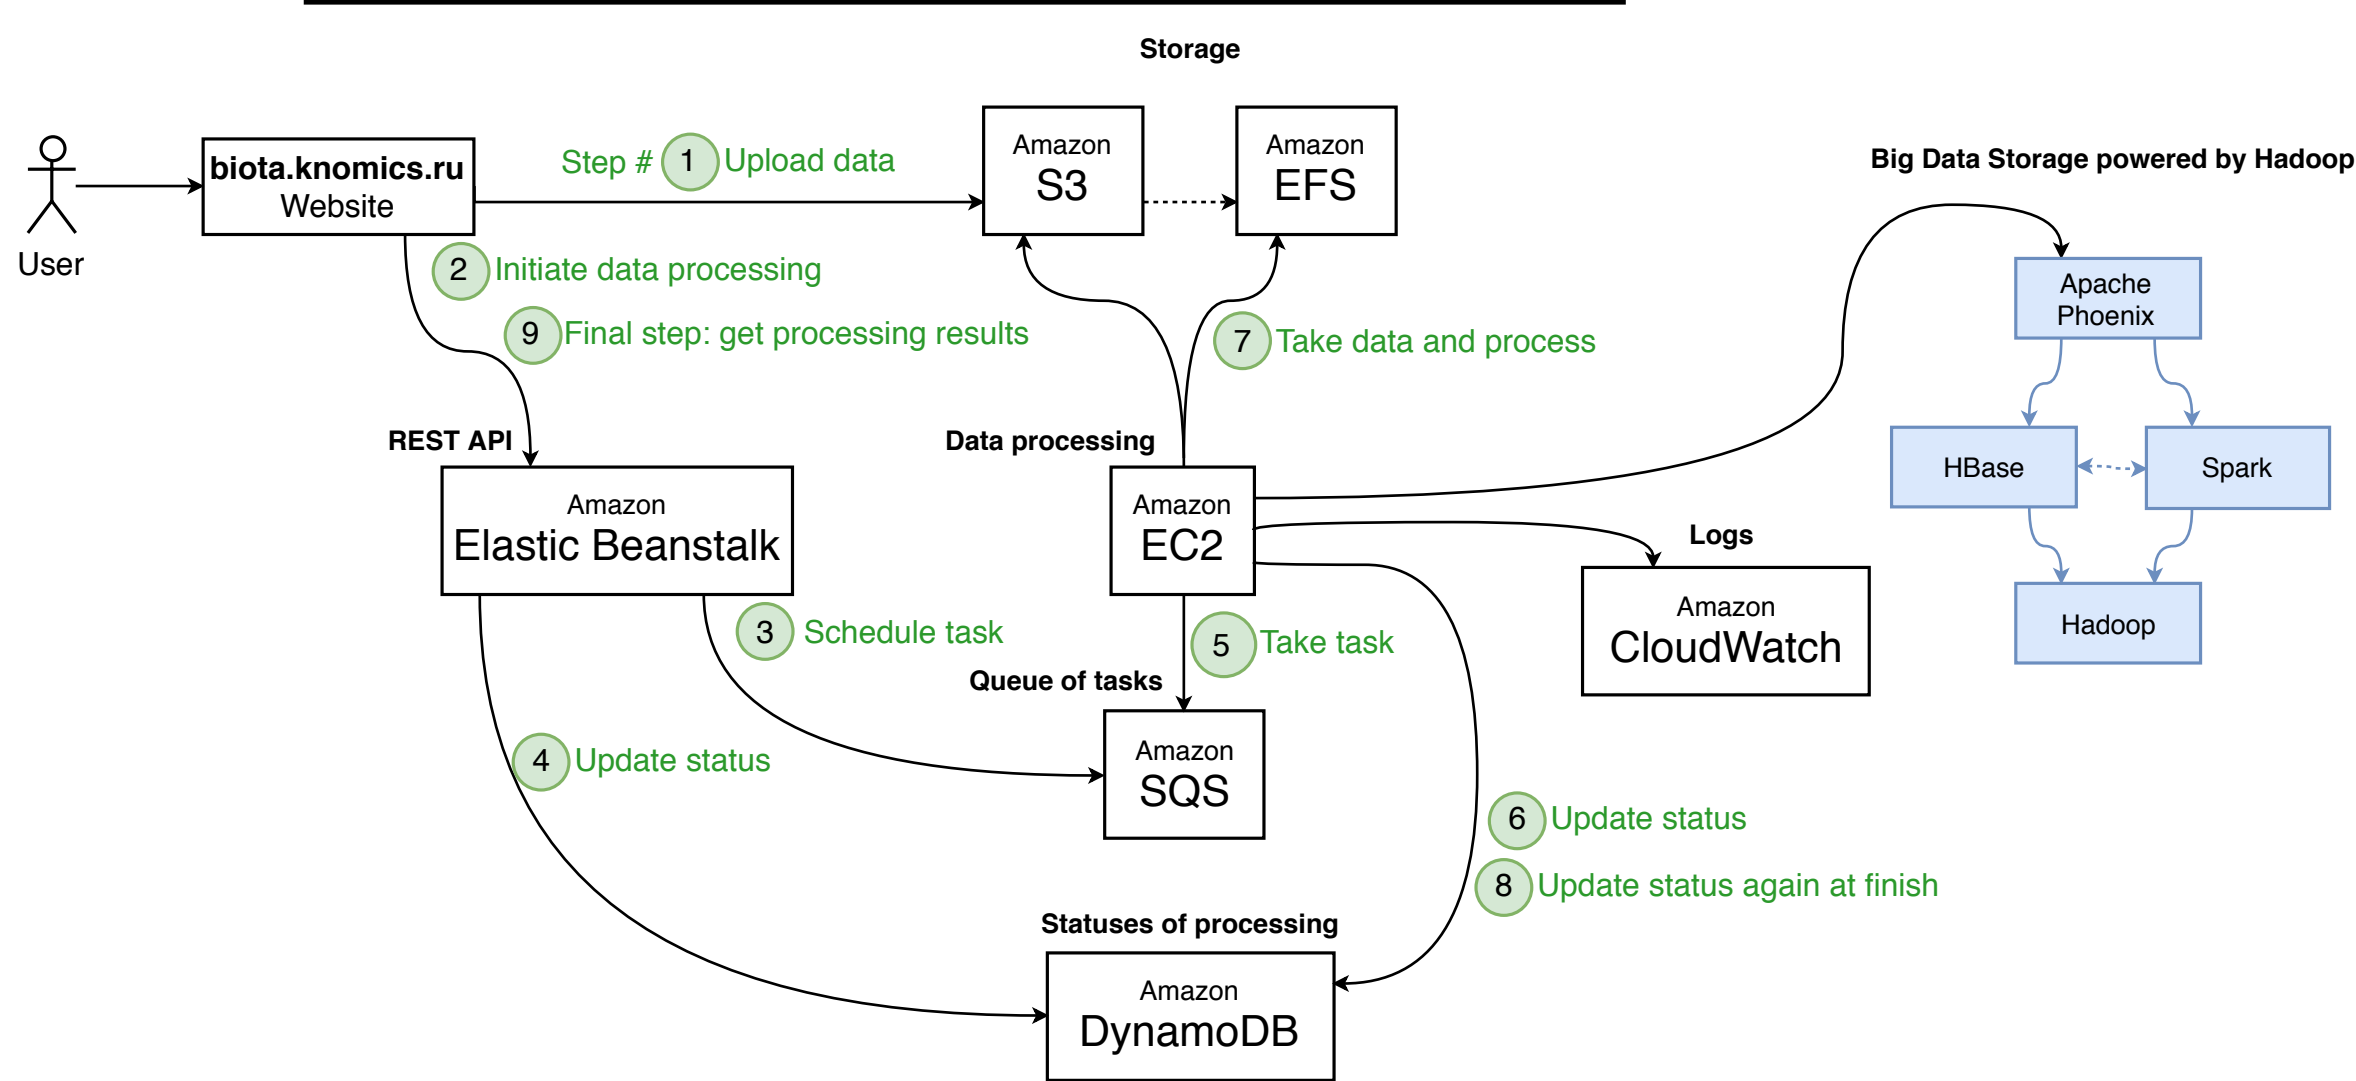 Storage
Amazon
S3
Amazon
EFS
Big Data Storage powered by Hadoop
biota.knomics.ru
Website
User
Step # 1 Upload data
2 Initiate data processing
9 Final step: get processing results
7 Take data and process
Apache
Phoenix
HBase
Spark
Hadoop
REST API
Amazon
Elastic Beanstalk
Data processing
Amazon
EC2
Logs
Amazon
CloudWatch
3 Schedule task
5 Take task
Queue of tasks
Amazon
SQS
4 Update status
6 Update status
8 Update status again at finish
Statuses of processing
Amazon
DynamoDB